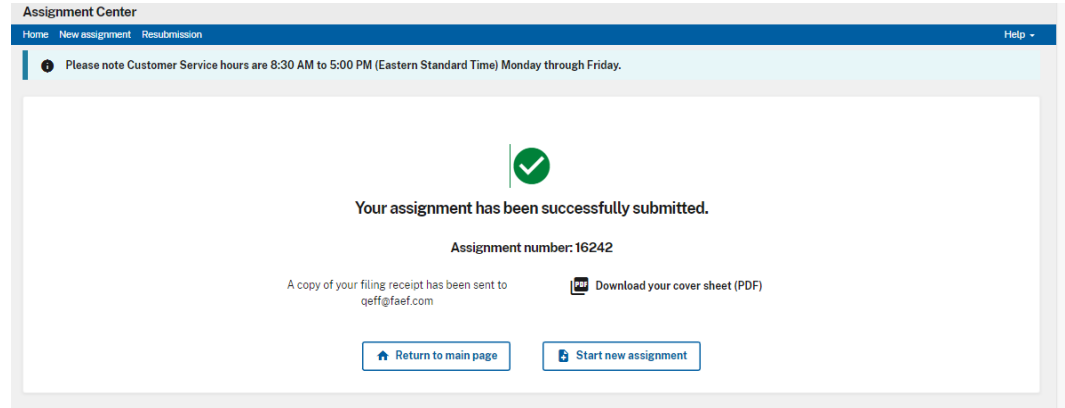 Assignment Center
Home New assignment Resubmission Help
Please note Customer Service hours are 8:30 AM to 5:00 PM (Eastern Standard Time) Monday through Friday.
Your assignment has been successfully submitted.
Assignment number: 16242
A copy of your filing receipt has been sent to
qeff@faef.com
PDF Download your cover sheet (PDF)
Return to main page
Start new assignment